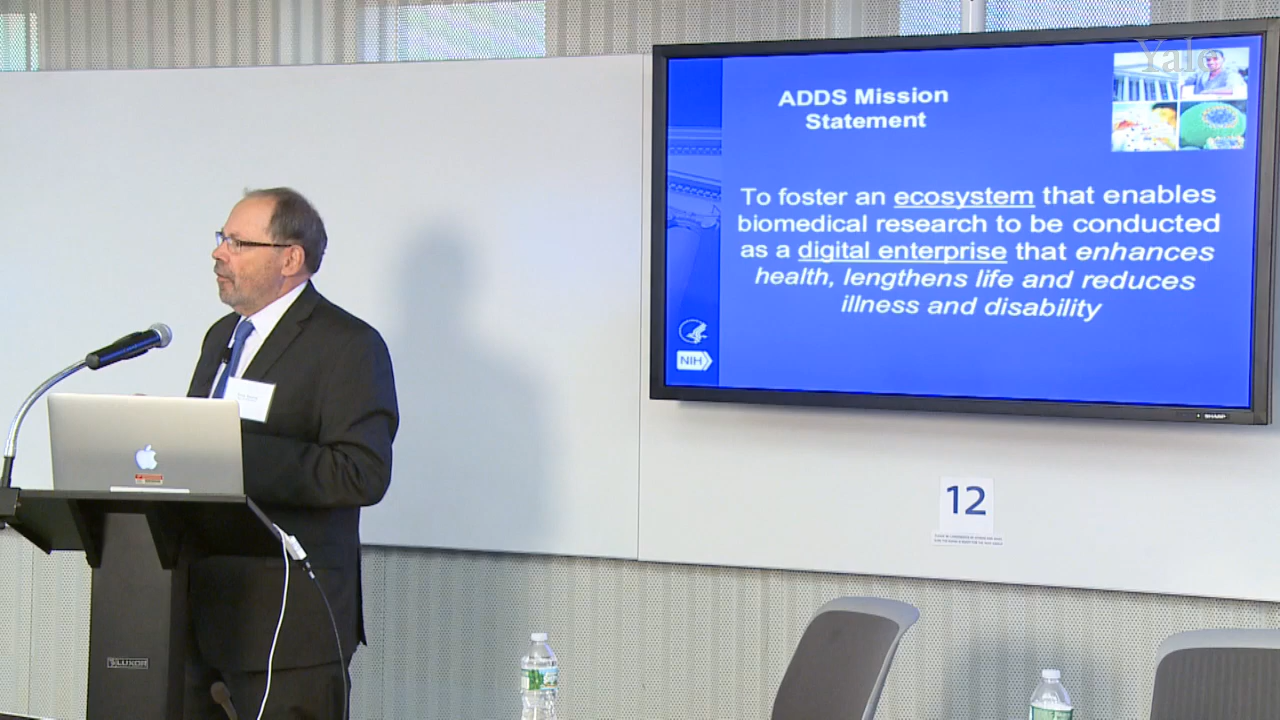 Yale
ADDS Mission
Statement
To foster an ecosystem that enables
biomedical research to be conducted
as a digital enterprise that enhances
health, lengthens life and reduces
illness and disability
NIH
SHARP
12
LUXOR